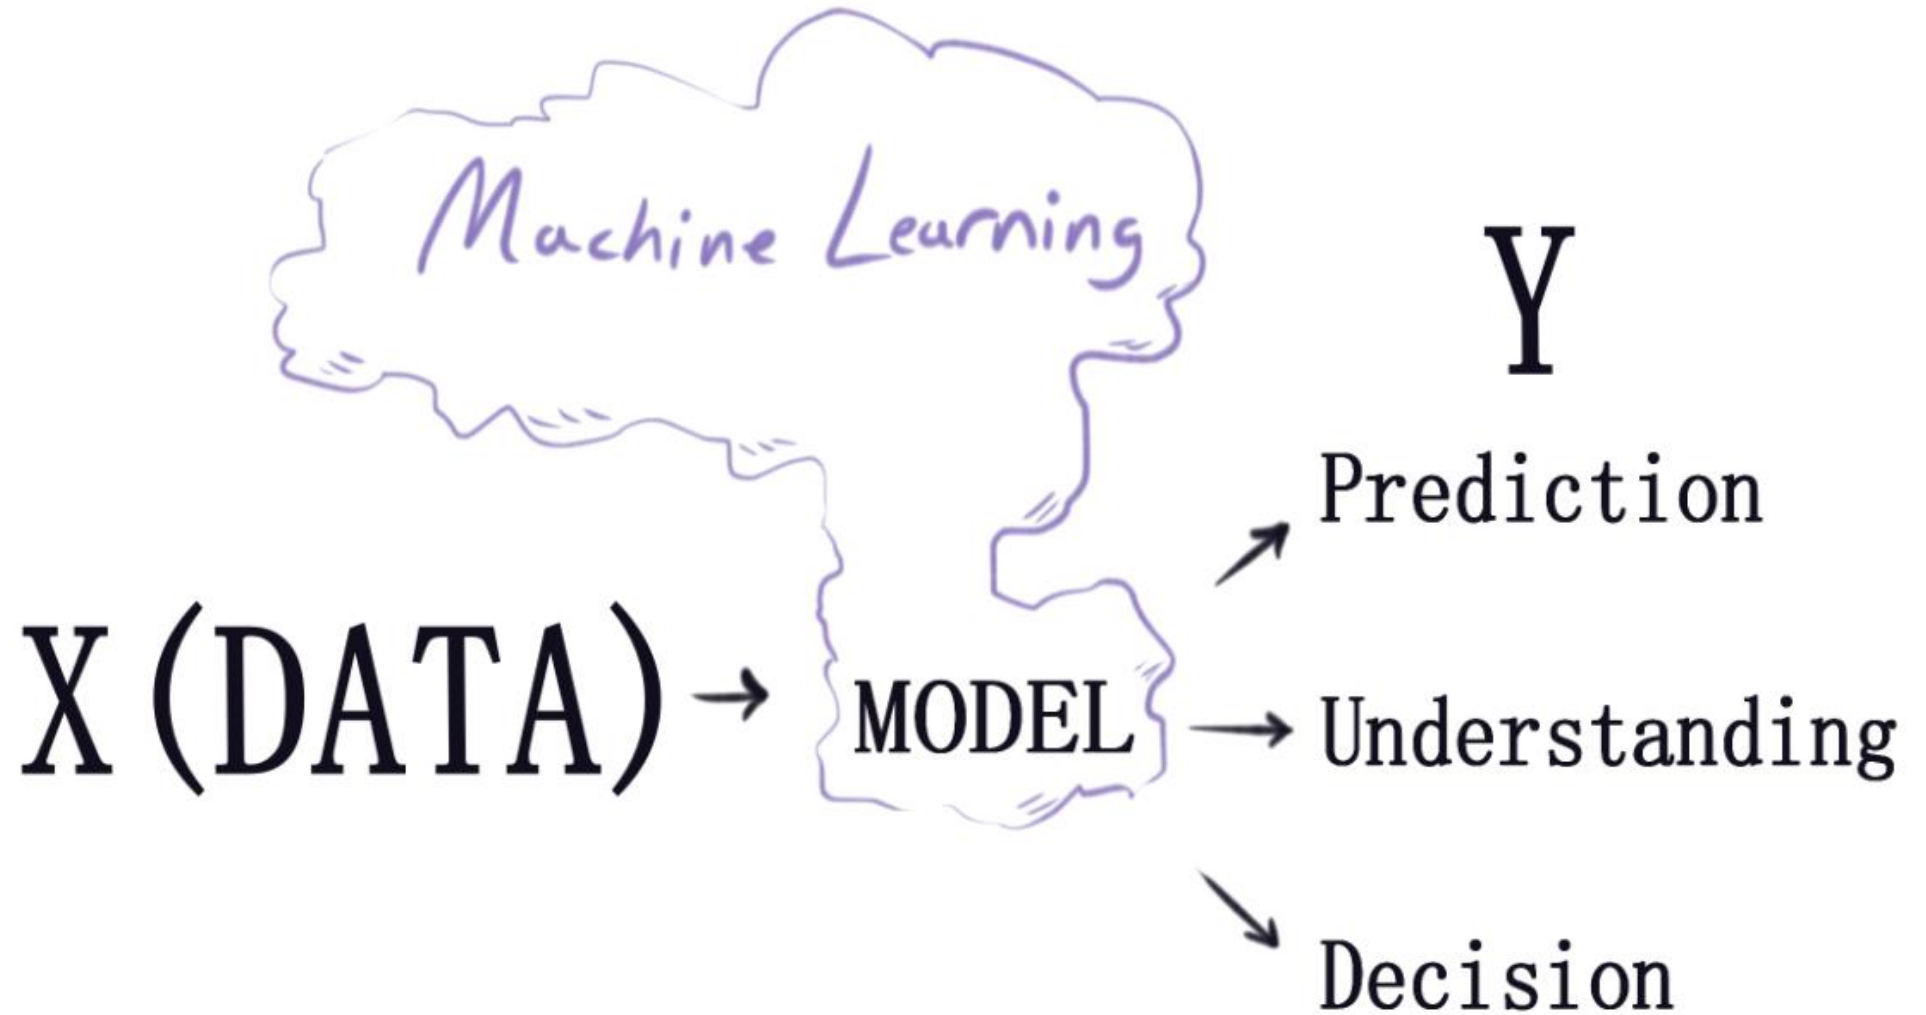 Machine Learning
Y
Prediction
X(DATA)
MODEL
Understanding
Decision